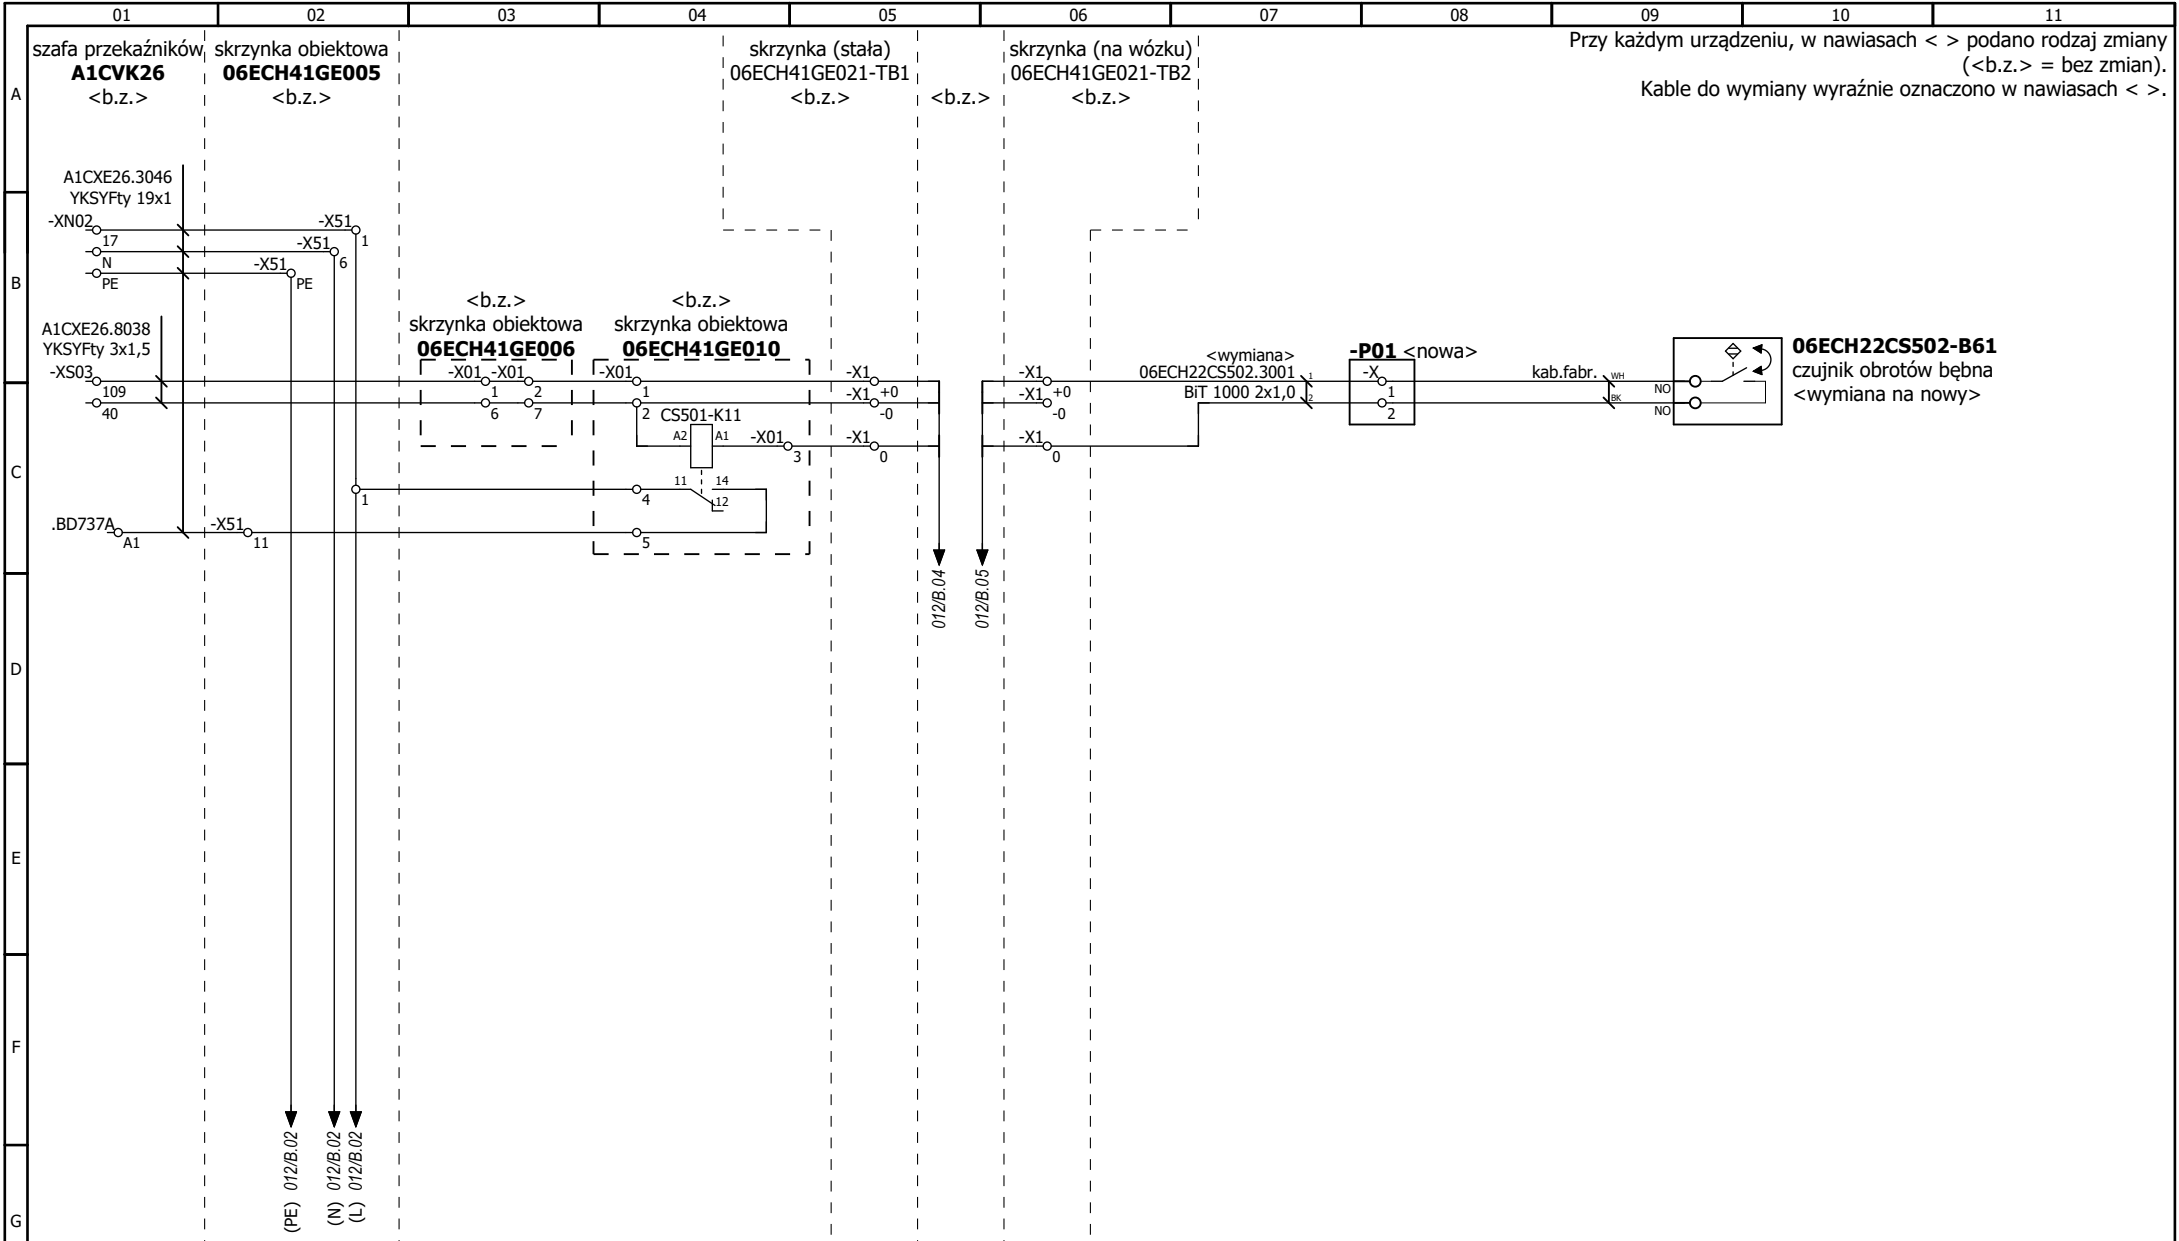 01 02 03 04 05 06 07 08 09 10 11
szafa przekaźników
A1CVK26
<b.z.>
skrzynka obiektowa
06ECH41GE005
<b.z.>
skrzynka (stała)
06ECH41GE021-TB1
<b.z.>
<b.z.>
skrzynka (na wózku)
06ECH41GE021-TB2
<b.z.>
Przy każdym urządzeniu, w nawiasach < > podano rodzaj zmiany
(<b.z.> = bez zmian).
Kable do wymiany wyraźnie oznaczono w nawiasach < >.
A
A1CXE26.3046
YKSYFty 19x1
-XN02
17
N
PE
-X51
1
-X51
6
-X51
PE
B
A1CXE26.8038
YKSYFty 3x1,5
-XS03
109
40
<b.z.>
skrzynka obiektowa
06ECH41GE006
-X01 -X01
1 2
6 7
<b.z.>
skrzynka obiektowa
06ECH41GE010
-X01
1
2
CS501-K11
A2 A1
-X01
3
-X1
+0
-X1
-0
-X1
0
-X1
+0
-X1
-0
-X1
0
<wymiana>
06ECH22CS502.3001
BiT 1000 2x1,0
1
2
-P01 <nowa>
-X
1
2
kab.fabr.
WH
BK
NO
NO
06ECH22CS502-B61
czujnik obrotów bębna
<wymiana na nowy>
C
1
4
11 14
12
.BD737A
A1
-X51
11
5
012/B.04
012/B.05
D
E
F
G
(PE) 012/B.02
(N) 012/B.02
(L) 012/B.02